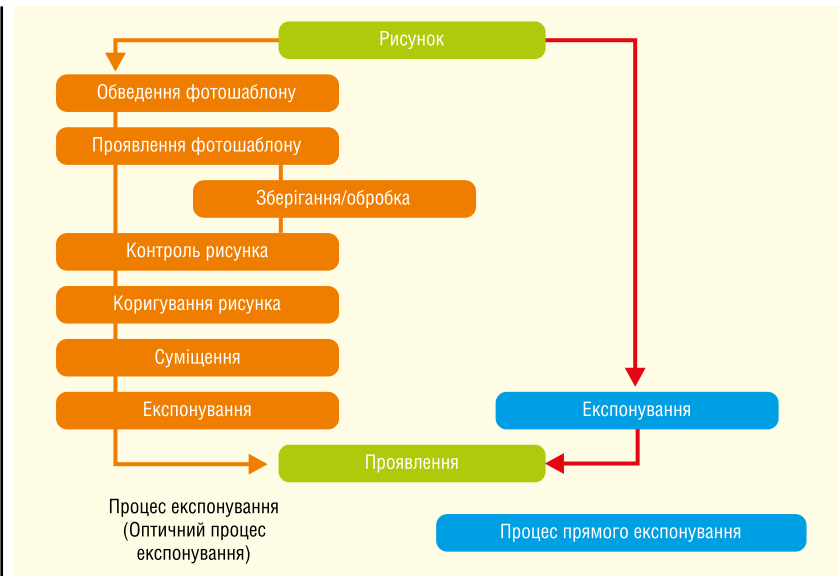 Рисунок
Обведення фотошаблону
Проявлення фотошаблону
Зберігання/обробка
Контроль рисунка
Коригування рисунка
Суміщення
Експонування
Експонування
Проявлення
Процес експонування
(Оптичний процес
експонування)
Процес прямого експонування